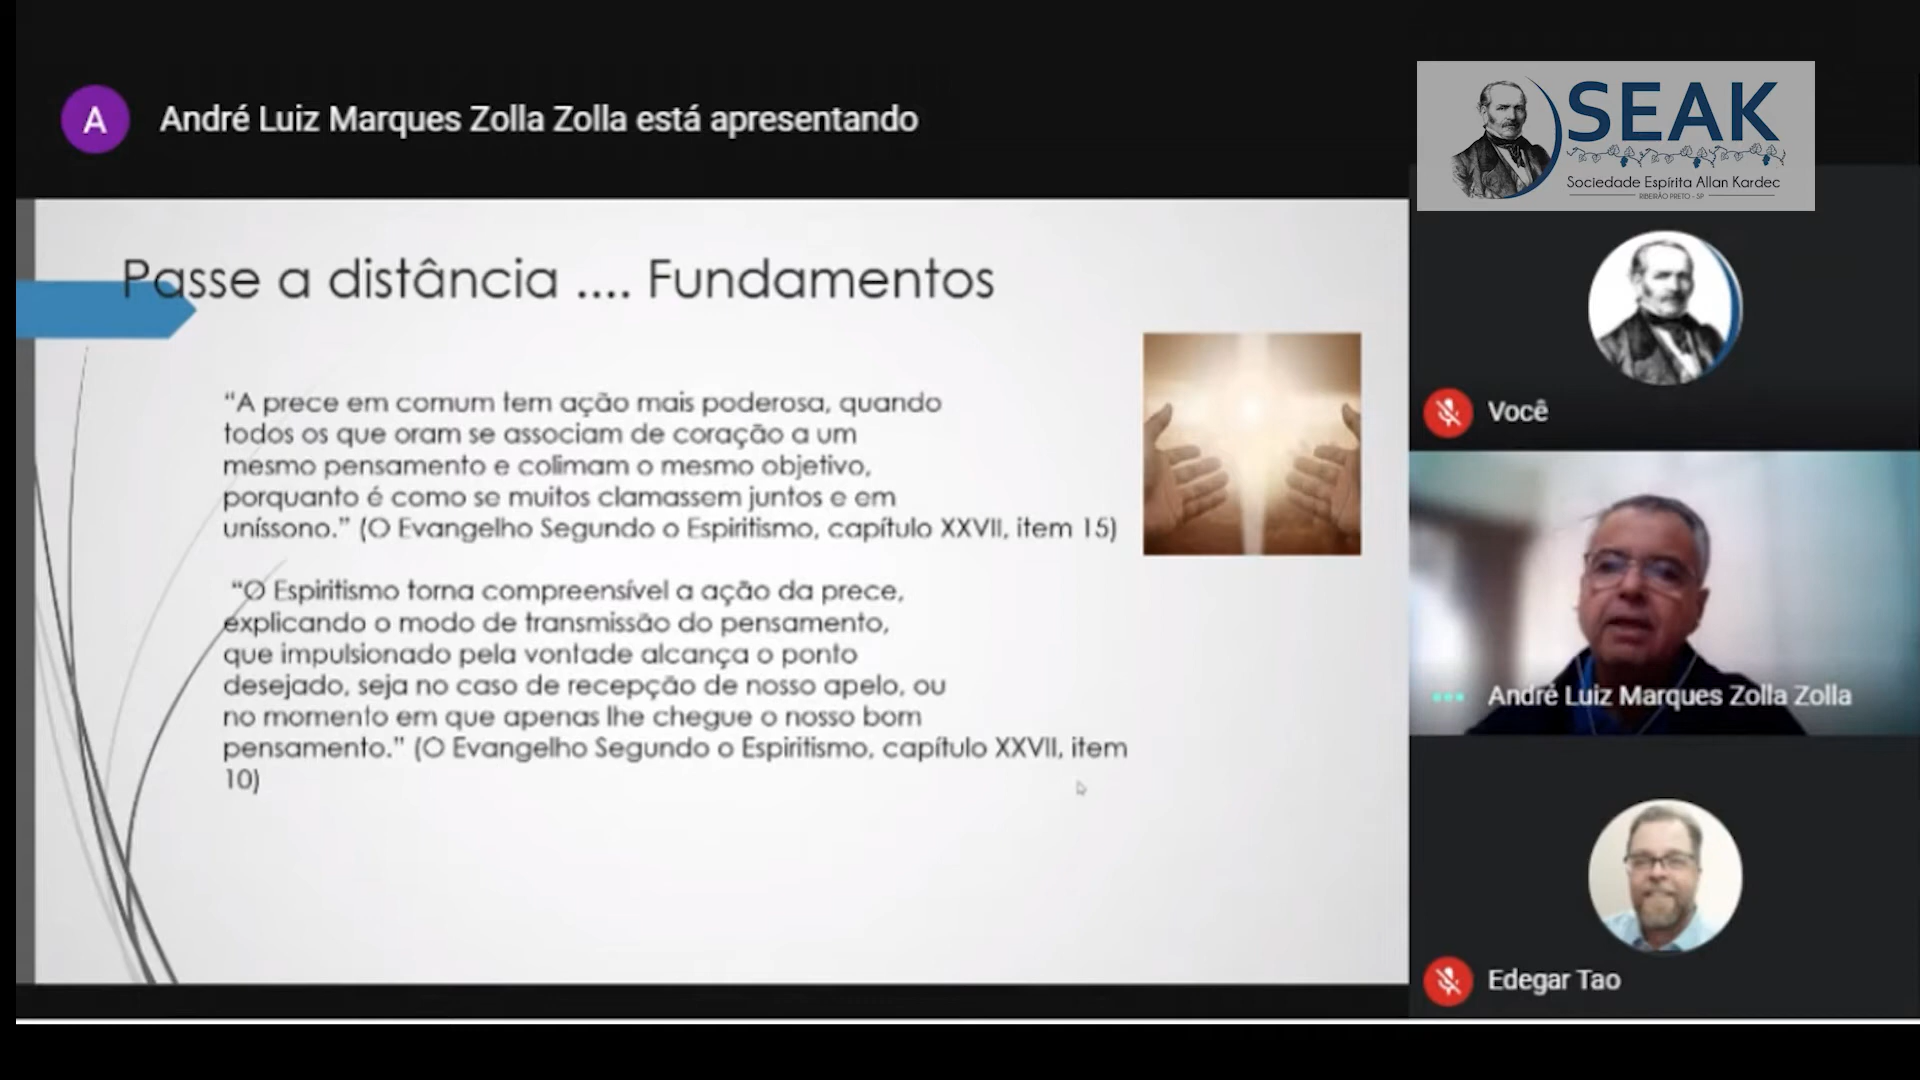 A
André Luiz Marques Zolla Zolla está apresentando
SEAK
Sociedade Espírita Allan Kardec
RIBEIRÃO PRETO - SP
Passe a distância .... Fundamentos
“A prece em comum tem ação mais poderosa, quando
todos os que oram se associam de coração a um
mesmo pensamento e colimam o mesmo objetivo,
porquanto é como se muitos clamassem juntos e em
uníssono.” (O Evangelho Segundo o Espiritismo, capítulo XXVII, item 15)
“O Espiritismo torna compreensível a ação da prece,
explicando o modo de transmissão do pensamento,
que impulsionado pela vontade alcança o ponto
desejado, seja no caso de recepção de nosso apelo, ou
no momento em que apenas lhe chegue o nosso bom
pensamento.” (O Evangelho Segundo o Espiritismo, capítulo XXVII, item
10)
Você
André Luiz Marques Zolla Zolla
Edegar Tao